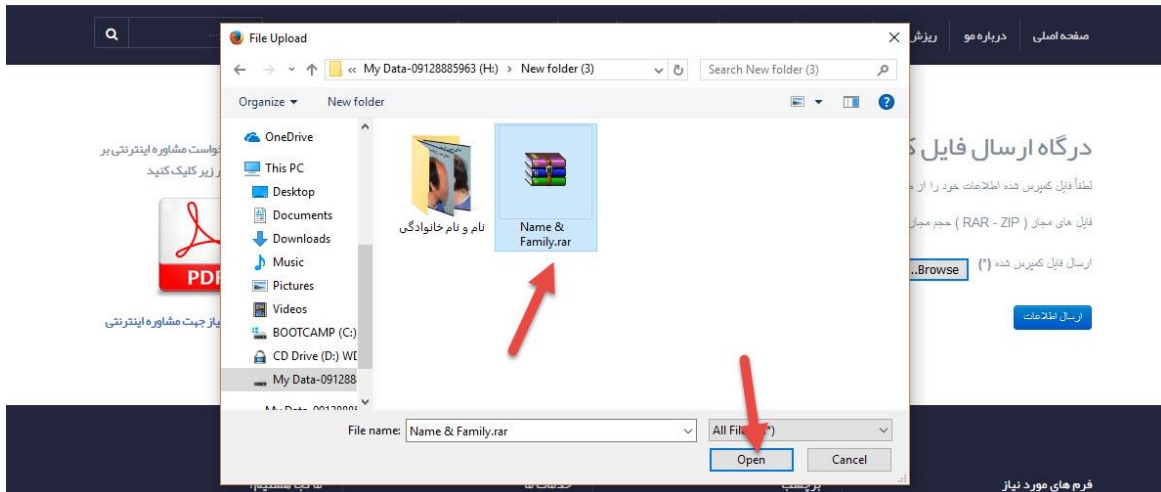 صفحه اصلی
درباره مو
ریزش
File Upload
My Data-09128885963 (H:) > New folder (3)
Search New folder (3)
Organize
New folder
OneDrive
This PC
Desktop
Documents
Downloads
Music
Pictures
Videos
BOOTCAMP (C:)
CD Drive (D:)
My Data-091288
نام و نام خانوادگی
Name &
Family.rar
File name: Name & Family.rar
Open
Cancel
درگاه ارسال فایل
لطفاً فایل کمپرس شده اطلاعات خود را از
فایل های مجاز ( RAR - ZIP ) حجم مجاز
ارسال فایل کمپرس شده (*)
Browse..
ارسال اطلاعات
مشاوره اینترنتی بر
زیر کلیک کنید
PDF
جهت مشاوره اینترنتی
فرم های مورد نیاز